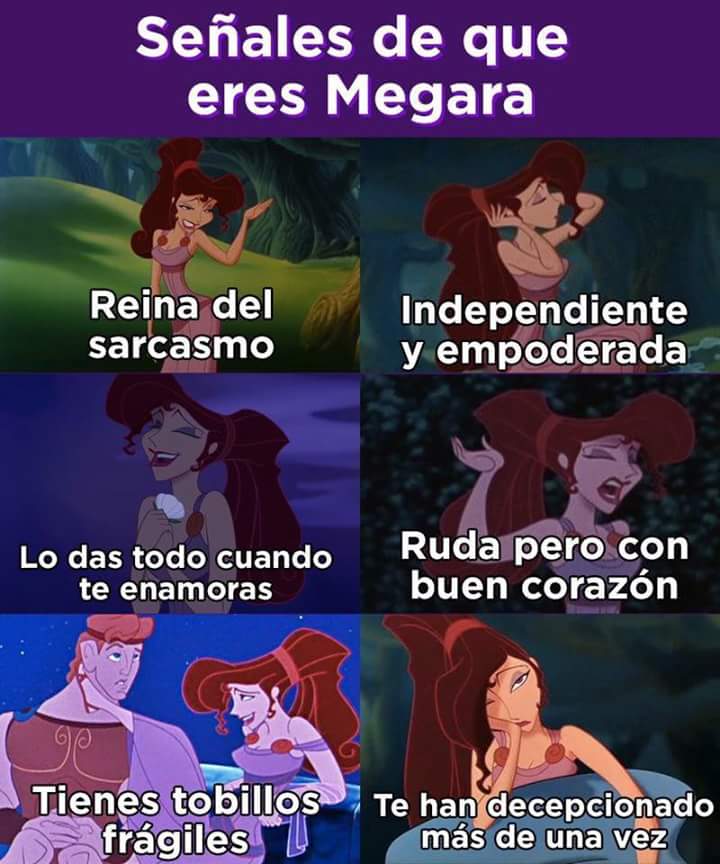 Señales de que
eres Megara
Reina del
sarcasmo
Independiente
y empoderada
Lo das todo cuando
te enamoras
Ruda pero con
buen corazón
Tienes tobillos
frágiles
Te han decepcionado
más de una vez